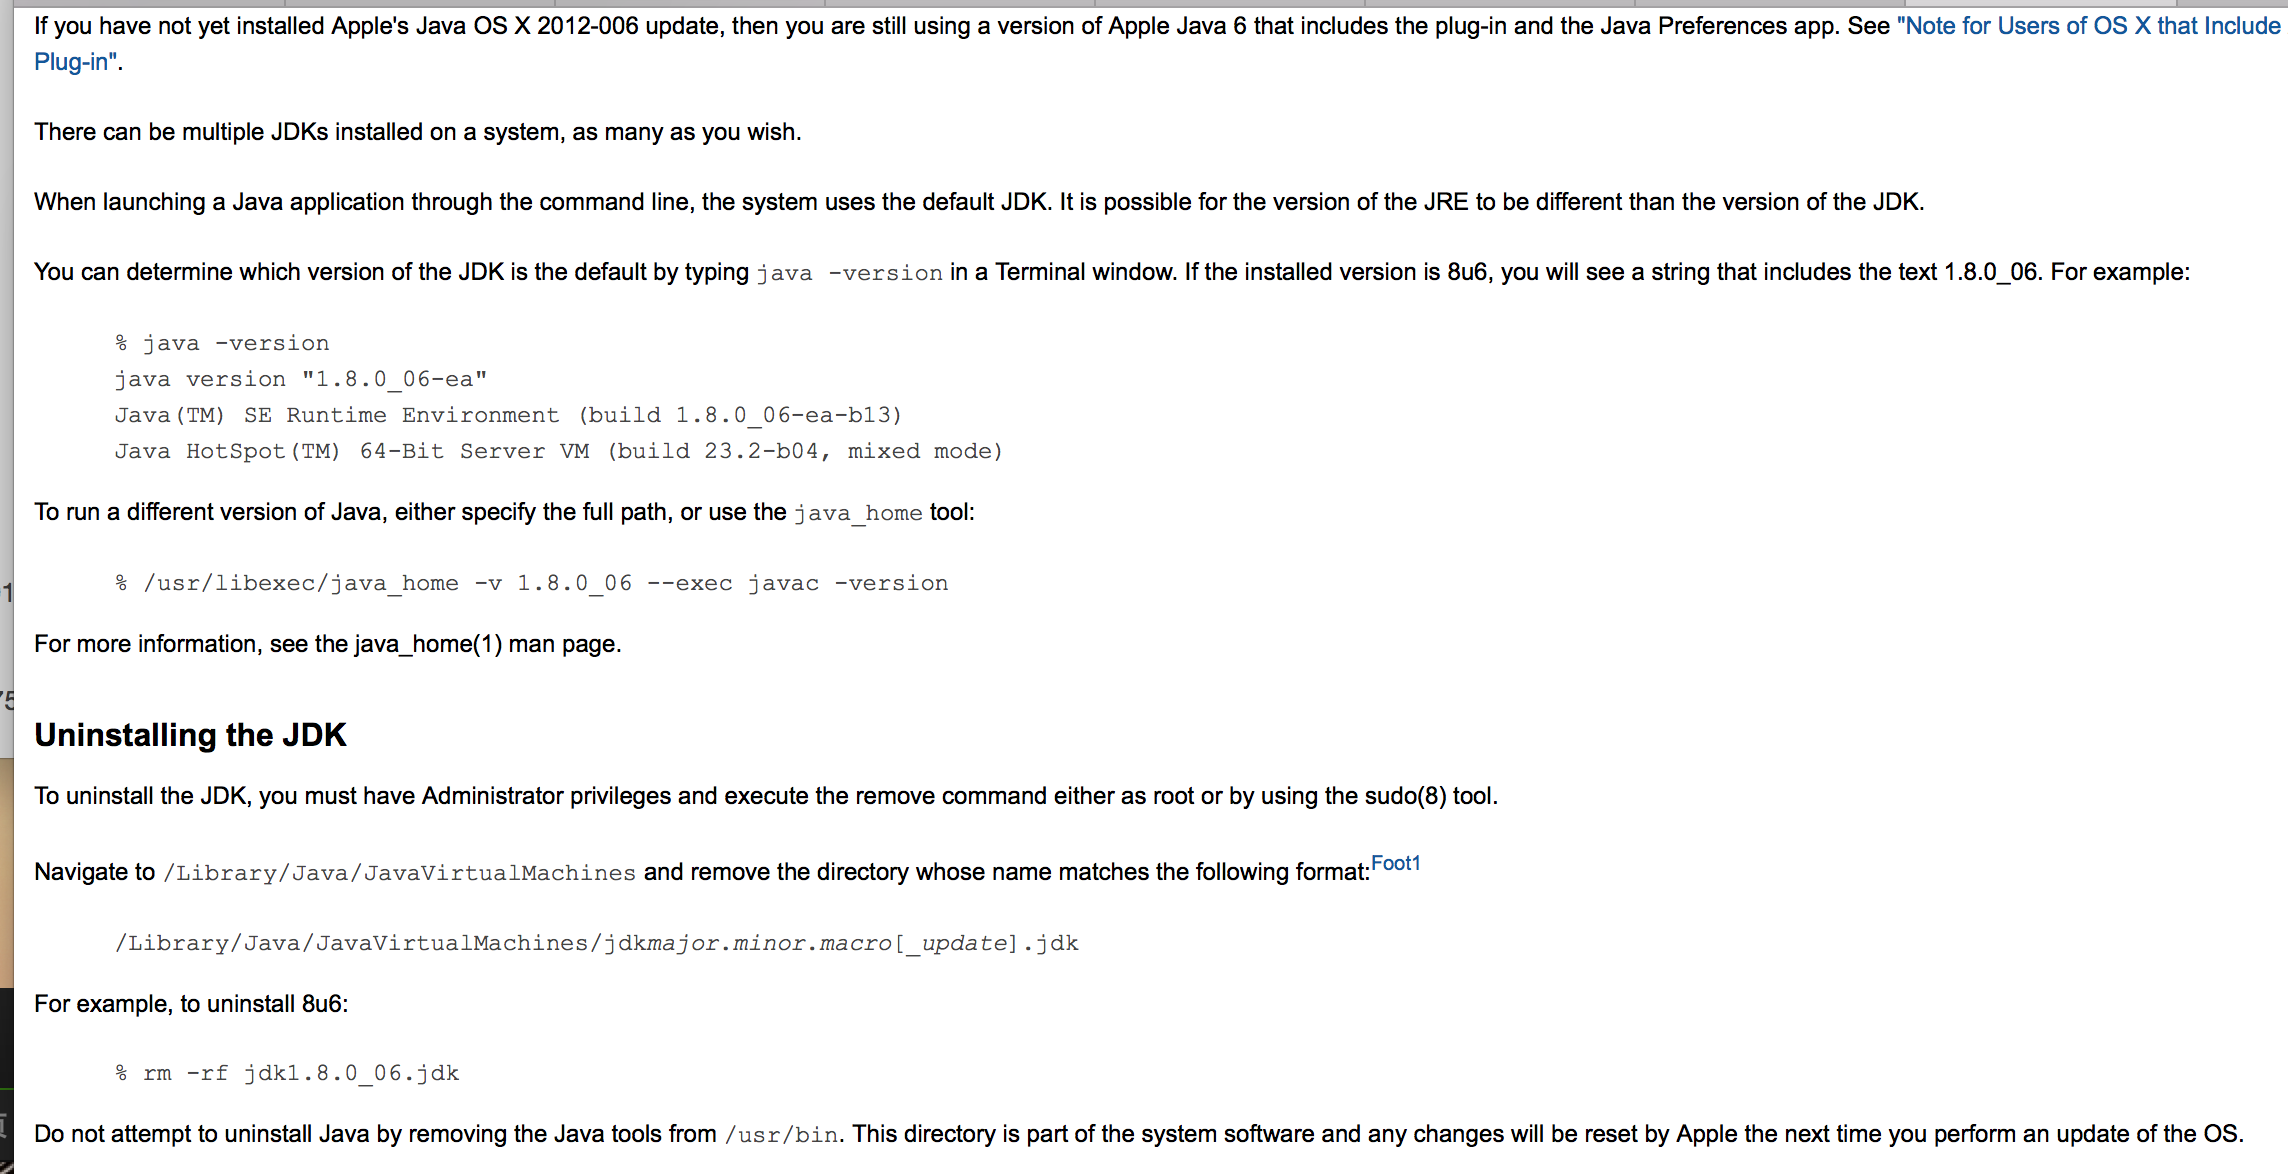 If you have not yet installed Apple's Java OS X 2012-006 update, then you are still using a version of Apple Java 6 that includes the plug-in and the Java Preferences app. See "Note for Users of OS X that Include
Plug-in".
There can be multiple JDKs installed on a system, as many as you wish.
When launching a Java application through the command line, the system uses the default JDK. It is possible for the version of the JRE to be different than the version of the JDK.
You can determine which version of the JDK is the default by typing java -version in a Terminal window. If the installed version is 8u6, you will see a string that includes the text 1.8.0_06. For example:
% java -version
java version "1.8.0_06-ea"
Java(TM) SE Runtime Environment (build 1.8.0_06-ea-b13)
Java HotSpot(TM) 64-Bit Server VM (build 23.2-b04, mixed mode)
To run a different version of Java, either specify the full path, or use the java_home tool:
% /usr/libexec/java_home -v 1.8.0_06 --exec javac -version
For more information, see the java_home(1) man page.
Uninstalling the JDK
To uninstall the JDK, you must have Administrator privileges and execute the remove command either as root or by using the sudo(8) tool.
Navigate to /Library/Java/JavaVirtualMachines and remove the directory whose name matches the following format:Foot1
/Library/Java/JavaVirtualMachines/jdkmajor.minor.macro[_update].jdk
For example, to uninstall 8u6:
% rm -rf jdk1.8.0_06.jdk
Do not attempt to uninstall Java by removing the Java tools from /usr/bin. This directory is part of the system software and any changes will be reset by Apple the next time you perform an update of the OS.